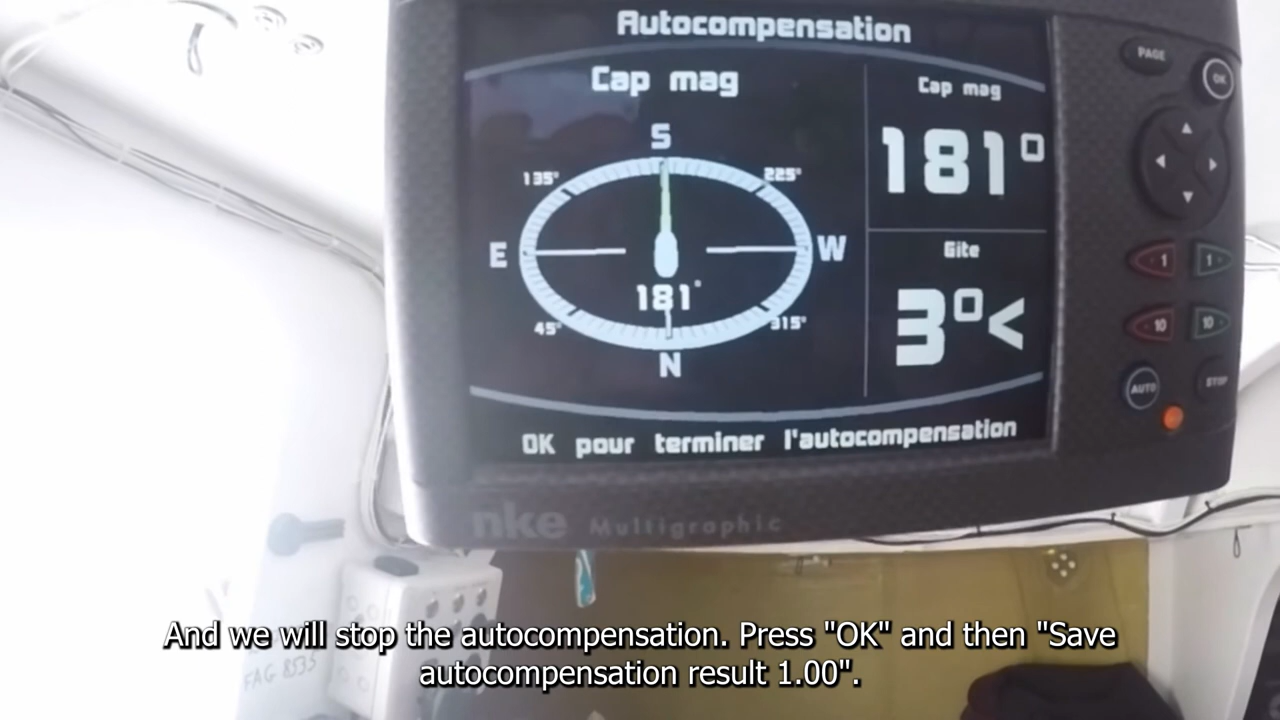 Autocompensation
Cap mag
S
135°
225°
E
W
181°
45°
315°
N
Cap mag
181°
Gite
3°<
OK pour terminer l'autocompensation
PAGE
OK
1
1
10
10
AUTO
STOP
nke Multigraphic
FAG 8535
And we will stop the autocompensation. Press "OK" and then "Save
autocompensation result 1.00".